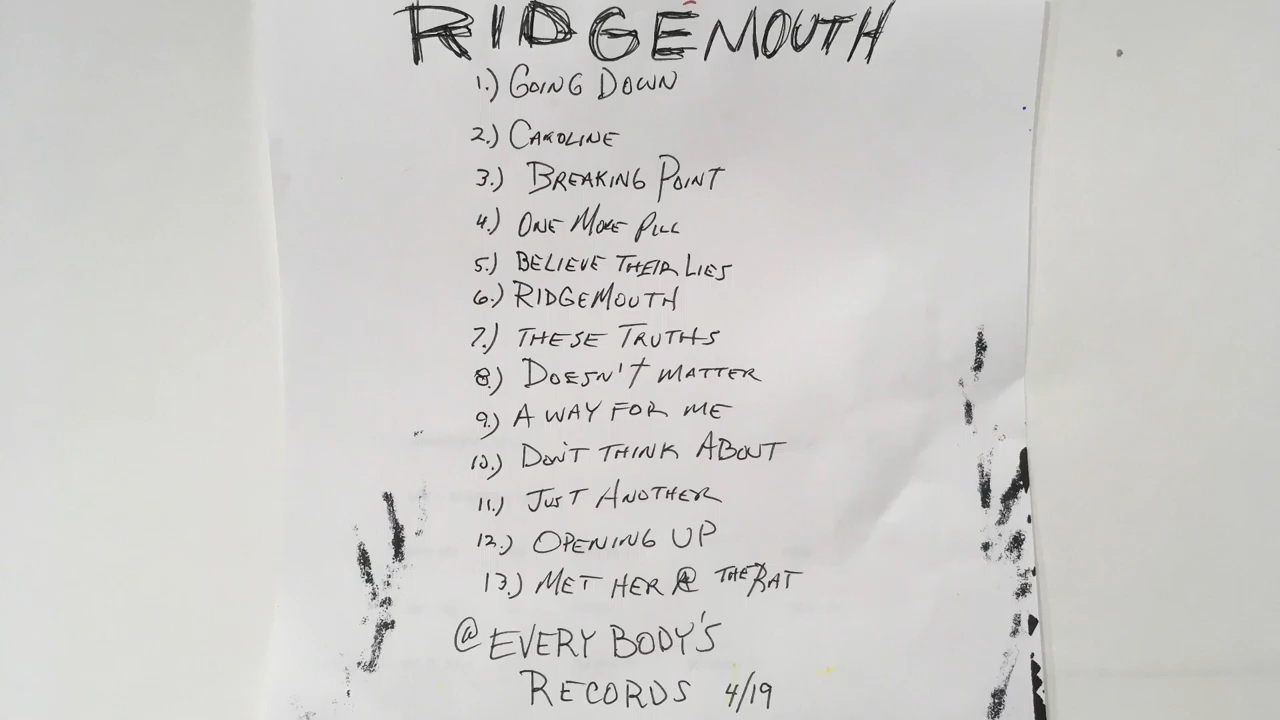 RIDGEMOUTH
1.) GOING DOWN
2.) CAROLINE
3.) BREAKING POINT
4.) ONE MORE PILL
5.) BELIEVE THEIR LIES
6.) RIDGEMOUTH
7.) THESE TRUTHS
8.) DOESN'T MATTER
9.) A WAY FOR ME
10.) DON'T THINK ABOUT
11.) JUST ANOTHER
12.) OPENING UP
13.) MET HER @ THE RAT
@ EVERY BODY'S
RECORDS 4/19